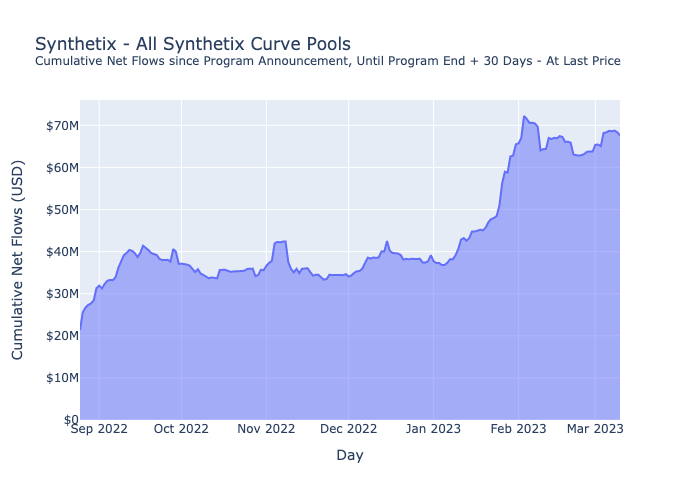 Synthetix - All Synthetix Curve Pools
Cumulative Net Flows since Program Announcement, Until Program End + 30 Days - At Last Price
Cumulative Net Flows (USD)
$70M
$60M
$50M
$40M
$30M
$20M
$10M
$0
Sep 2022 Oct 2022 Nov 2022 Dec 2022 Jan 2023 Feb 2023 Mar 2023
Day